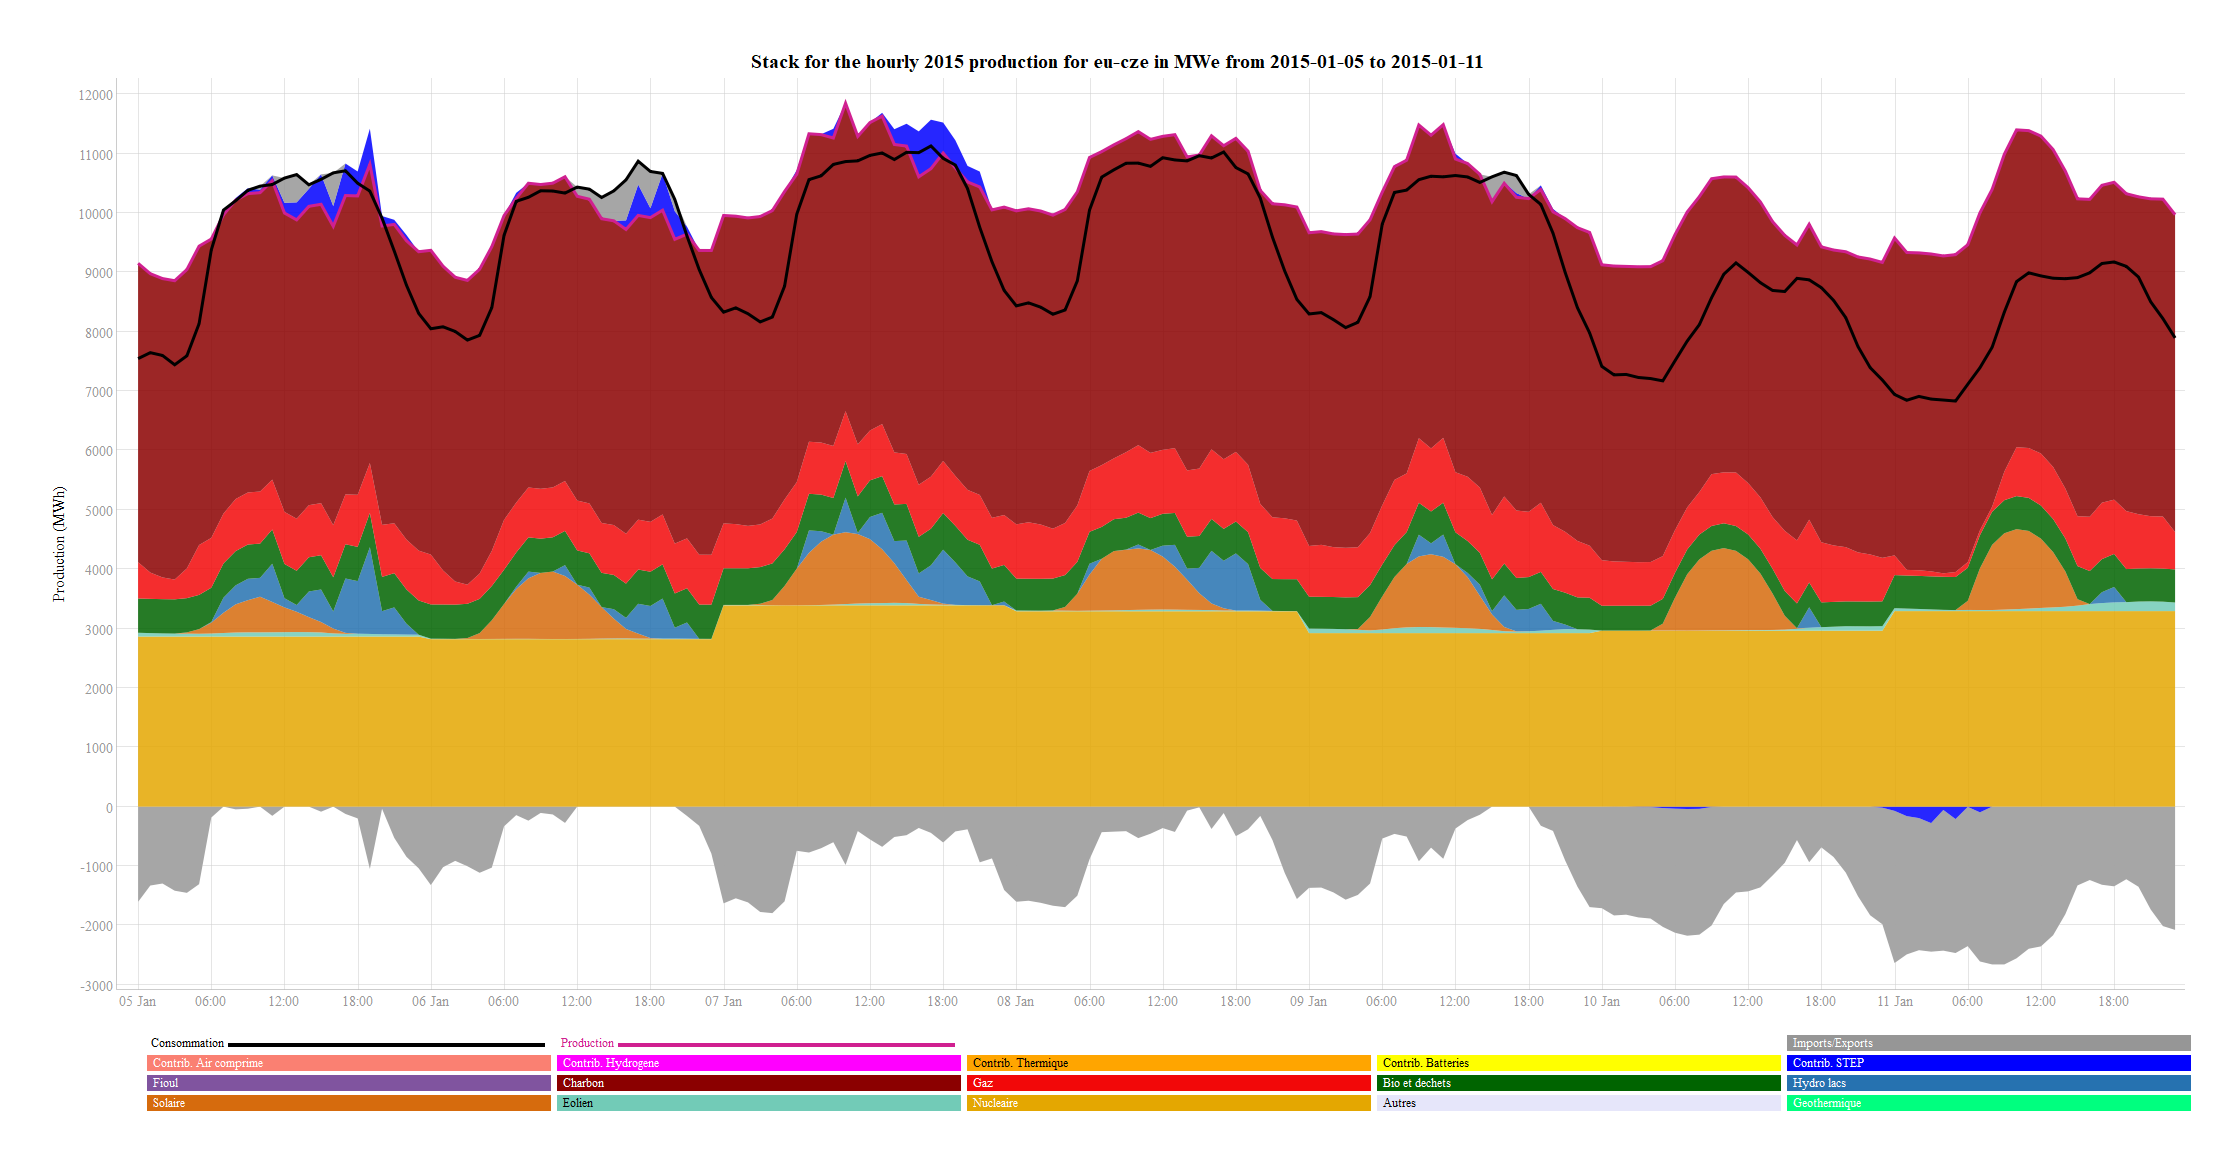 Stack for the hourly 2015 production for eu-cze in MWe from 2015-01-05 to 2015-01-11
Production (MWh)
12000
11000
10000
9000
8000
7000
6000
5000
4000
3000
2000
1000
0
-1000
-2000
-3000
05 Jan 06:00 12:00 18:00 06 Jan 06:00 12:00 18:00 07 Jan 06:00 12:00 18:00 08 Jan 06:00 12:00 18:00 09 Jan 06:00 12:00 18:00 10 Jan 06:00 12:00 18:00 11 Jan 06:00 12:00 18:00
Consommation Production Imports/Exports
Contrib. Air comprime Contrib. Hydrogene Contrib. Thermique Contrib. Batteries Contrib. STEP
Fioul Charbon Gaz Bio et dechets Hydro lacs
Solaire Eolien Nucleaire Autres Geothermique